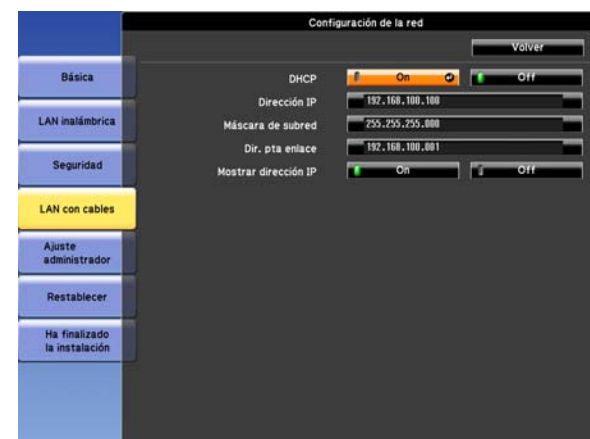 Configuración de la red
Volver
Básica
LAN inalámbrica
Seguridad
LAN con cables
Ajuste
administrador
Restablecer
Ha finalizado
la instalación
DHCP On Off
Dirección IP 192.168.100.100
Máscara de subred 255.255.255.000
Dir. pta enlace 192.168.100.001
Mostrar dirección IP On Off